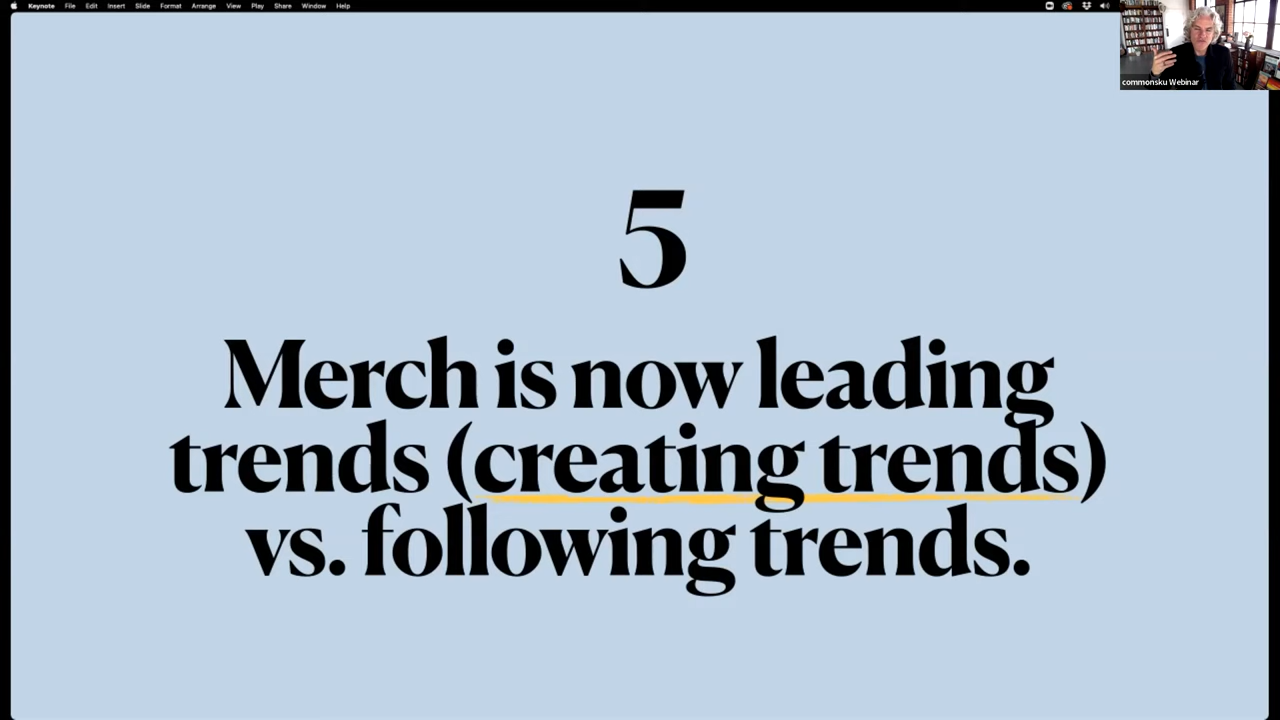 Keynote File Edit Insert Slide Format Arrange View Play Share Window Help
commonsku Webinar
5
Merch is now leading
trends (creating trends)
vs. following trends.